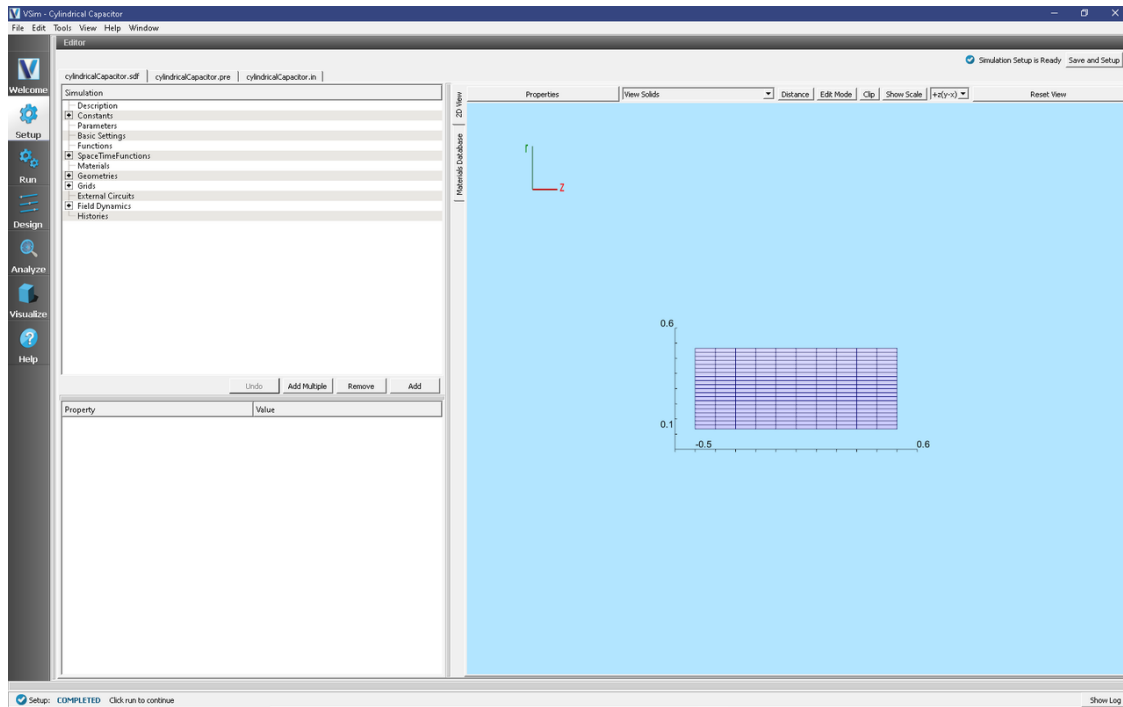 VSim - Cylindrical Capacitor
File Edit Tools View Help Window
Editor
Simulation Setup is Ready Save and Setup
Welcome
Setup
Run
Design
Analyze
Visualize
Help
cylindricalCapacitor.sdf cylindricalCapacitor.pre cylindricalCapacitor.in
Simulation
Description
Constants
Parameters
Basic Settings
Functions
SpaceTimeFunctions
Materials
Geometries
Grids
External Circuits
Field Dynamics
Histories
Undo Add Multiple Remove Add
Property Value
2D View
Materials Database
Properties View Solids Distance Edit Mode Clip Show Scale +z(y-x) Reset View
r
Z
0.6
0.1
-0.5 0.6
Setup: COMPLETED Click run to continue Show Log